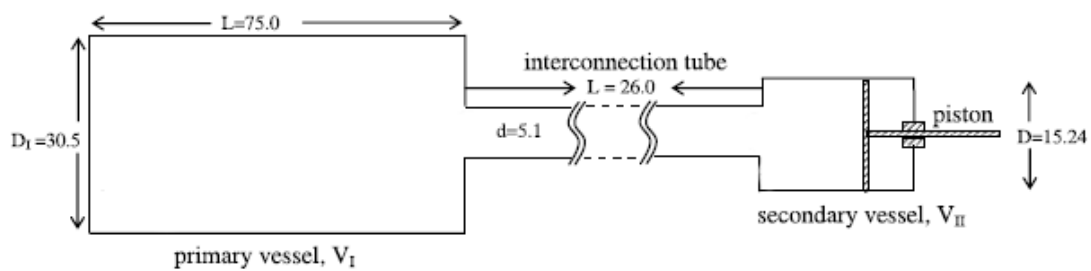 L=75.0
interconnection tube
L = 26.0
piston
D_I =30.5
d=5.1
D=15.24
secondary vessel, V_II
primary vessel, V_I